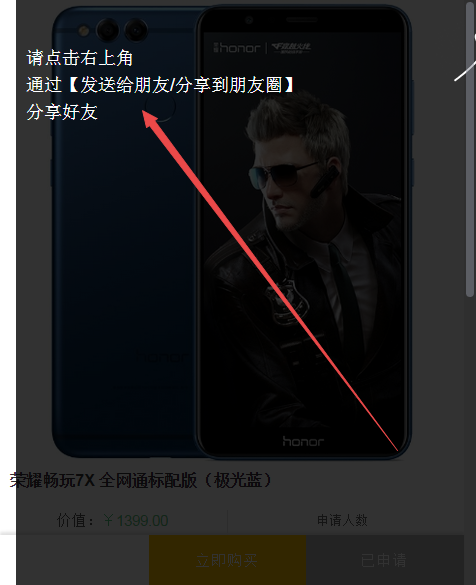 honor
请点击右上角
通过【发送给朋友/分享到朋友圈】
分享好友
honor
荣耀畅玩7X 全网通标配版（极光蓝）
价值：￥1399.00
申请人数
立即购买
已申请